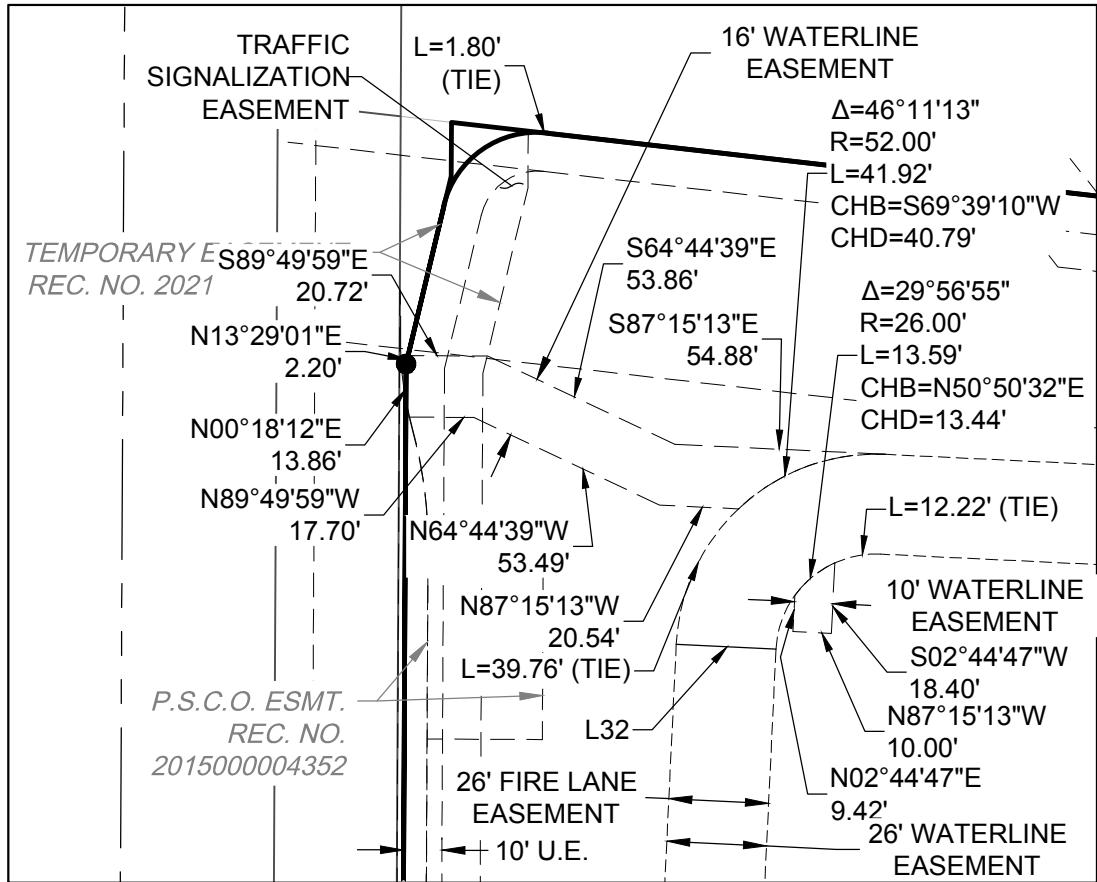 TRAFFIC
SIGNALIZATION
EASEMENT
L=1.80'
(TIE)
16' WATERLINE
EASEMENT
Δ=46°11'13"
R=52.00'
L=41.92'
CHB=S69°39'10"W
CHD=40.79'
TEMPORARY
REC. NO. 2021
S89°49'59"E
20.72'
S64°44'39"E
53.86'
S87°15'13"E
54.88'
Δ=29°56'55"
R=26.00'
L=13.59'
CHB=N50°50'32"E
CHD=13.44'
N13°29'01"E
2.20'
N00°18'12"E
13.86'
N89°49'59"W
17.70'
N64°44'39"W
53.49'
N87°15'13"W
20.54'
L=39.76' (TIE)
L=12.22' (TIE)
10' WATERLINE
EASEMENT
S02°44'47"W
18.40'
N87°15'13"W
10.00'
N02°44'47"E
9.42'
P.S.C.O. ESMT.
REC. NO.
2015000004352
L32
26' FIRE LANE
EASEMENT
10' U.E.
26' WATERLINE
EASEMENT